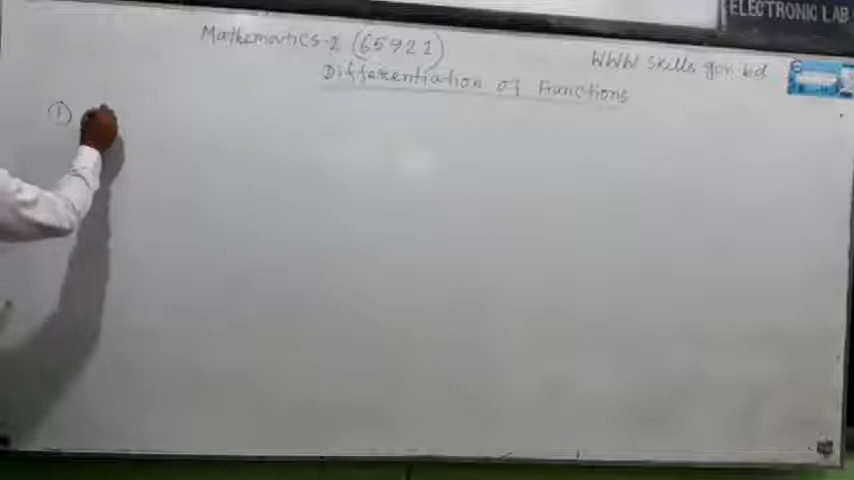 ELECTRONIC LAB
Mathematics-2 (65921)
WWW skills gov bd
Differentiation of Functions
①